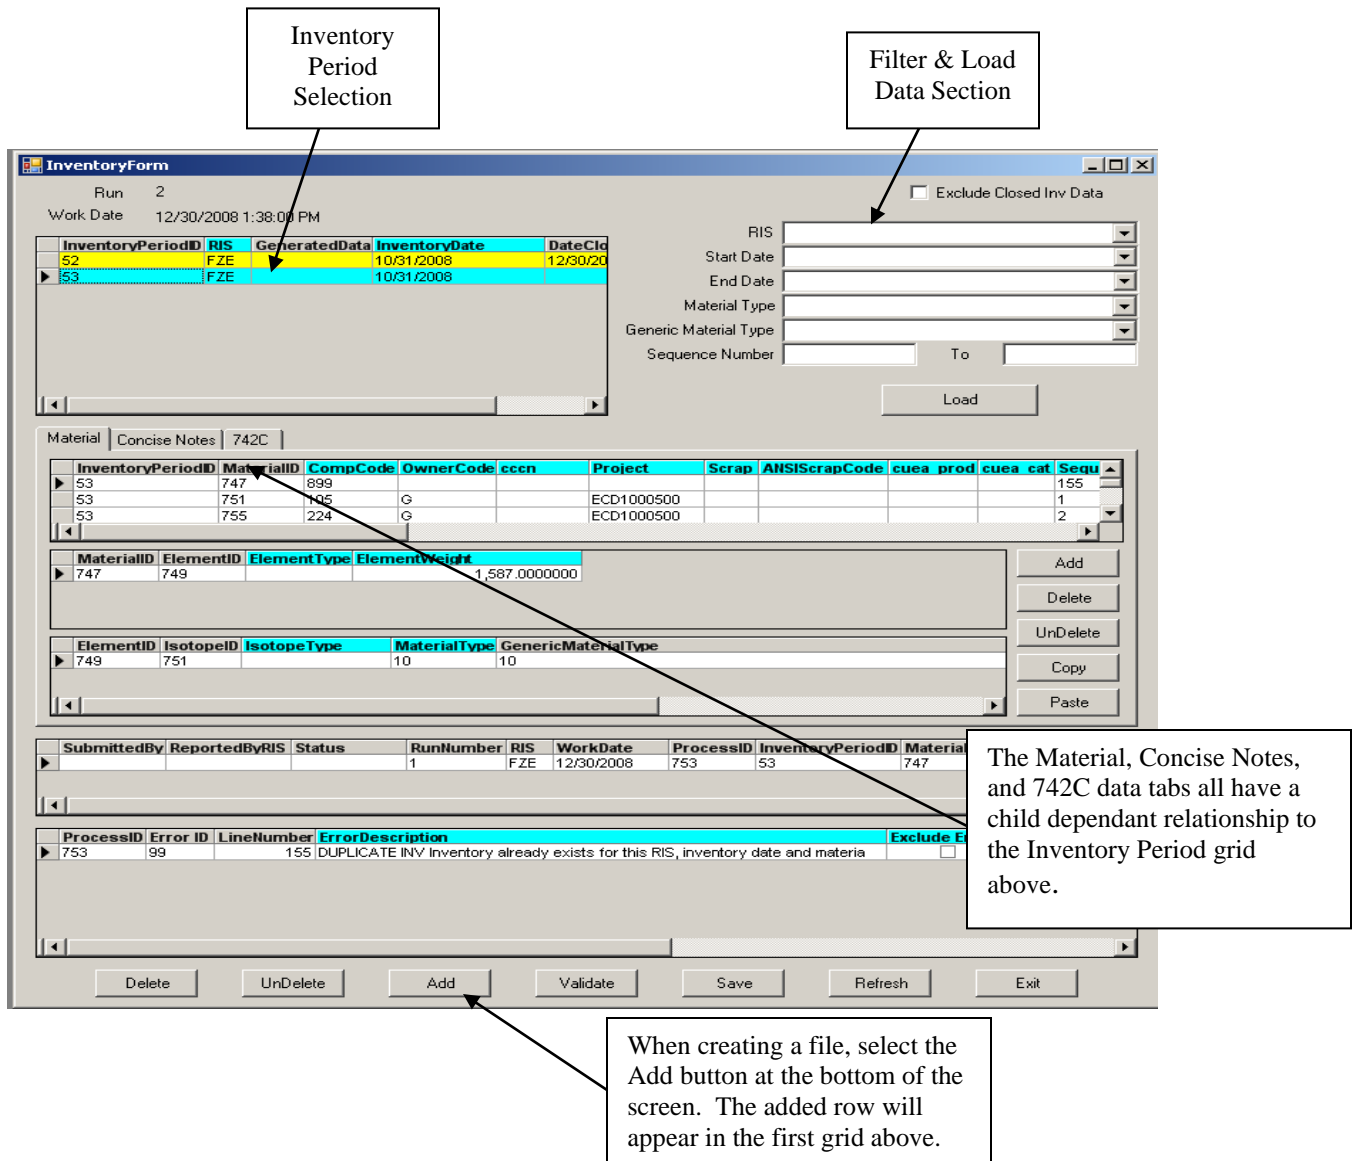 Inventory
Period
Selection
Filter & Load
Data Section
InventoryForm
Run 2
Exclude Closed Inv Data
Work Date 12/30/2008 1:38:00 PM
InventoryPeriodID RIS GeneratedData InventoryDate DateClo
52 FZE 10/31/2008 12/30/20
53 FZE 10/31/2008
RIS
Start Date
End Date
Material Type
Generic Material Type
Sequence Number To
Load
Material Concise Notes 742C
InventoryPeriodID MaterialID CompCode OwnerCode cccn Project Scrap ANSIScrapCode cuea_prod cuea_cat Sequ
53 747 899 155
53 751 105 G ECD1000500 1
53 755 224 G ECD1000500 2
MaterialID ElementID ElementType ElementWeight
747 749 1,587.0000000
Add
Delete
UnDelete
Copy
Paste
ElementID IsotopeID IsotopeType MaterialType GenericMaterialType
749 751 10 10
SubmittedBy ReportedByRIS Status RunNumber RIS WorkDate ProcessID InventoryPeriodID Material
1 FZE 12/30/2008 753 53 747
ProcessID Error ID LineNumber ErrorDescription Exclude Er
753 99 155 DUPLICATE INV Inventory already exists for this RIS, inventory date and materia
The Material, Concise Notes,
and 742C data tabs all have a
child dependant relationship to
the Inventory Period grid
above.
Delete UnDelete Add Validate Save Refresh Exit
When creating a file, select the
Add button at the bottom of the
screen. The added row will
appear in the first grid above.